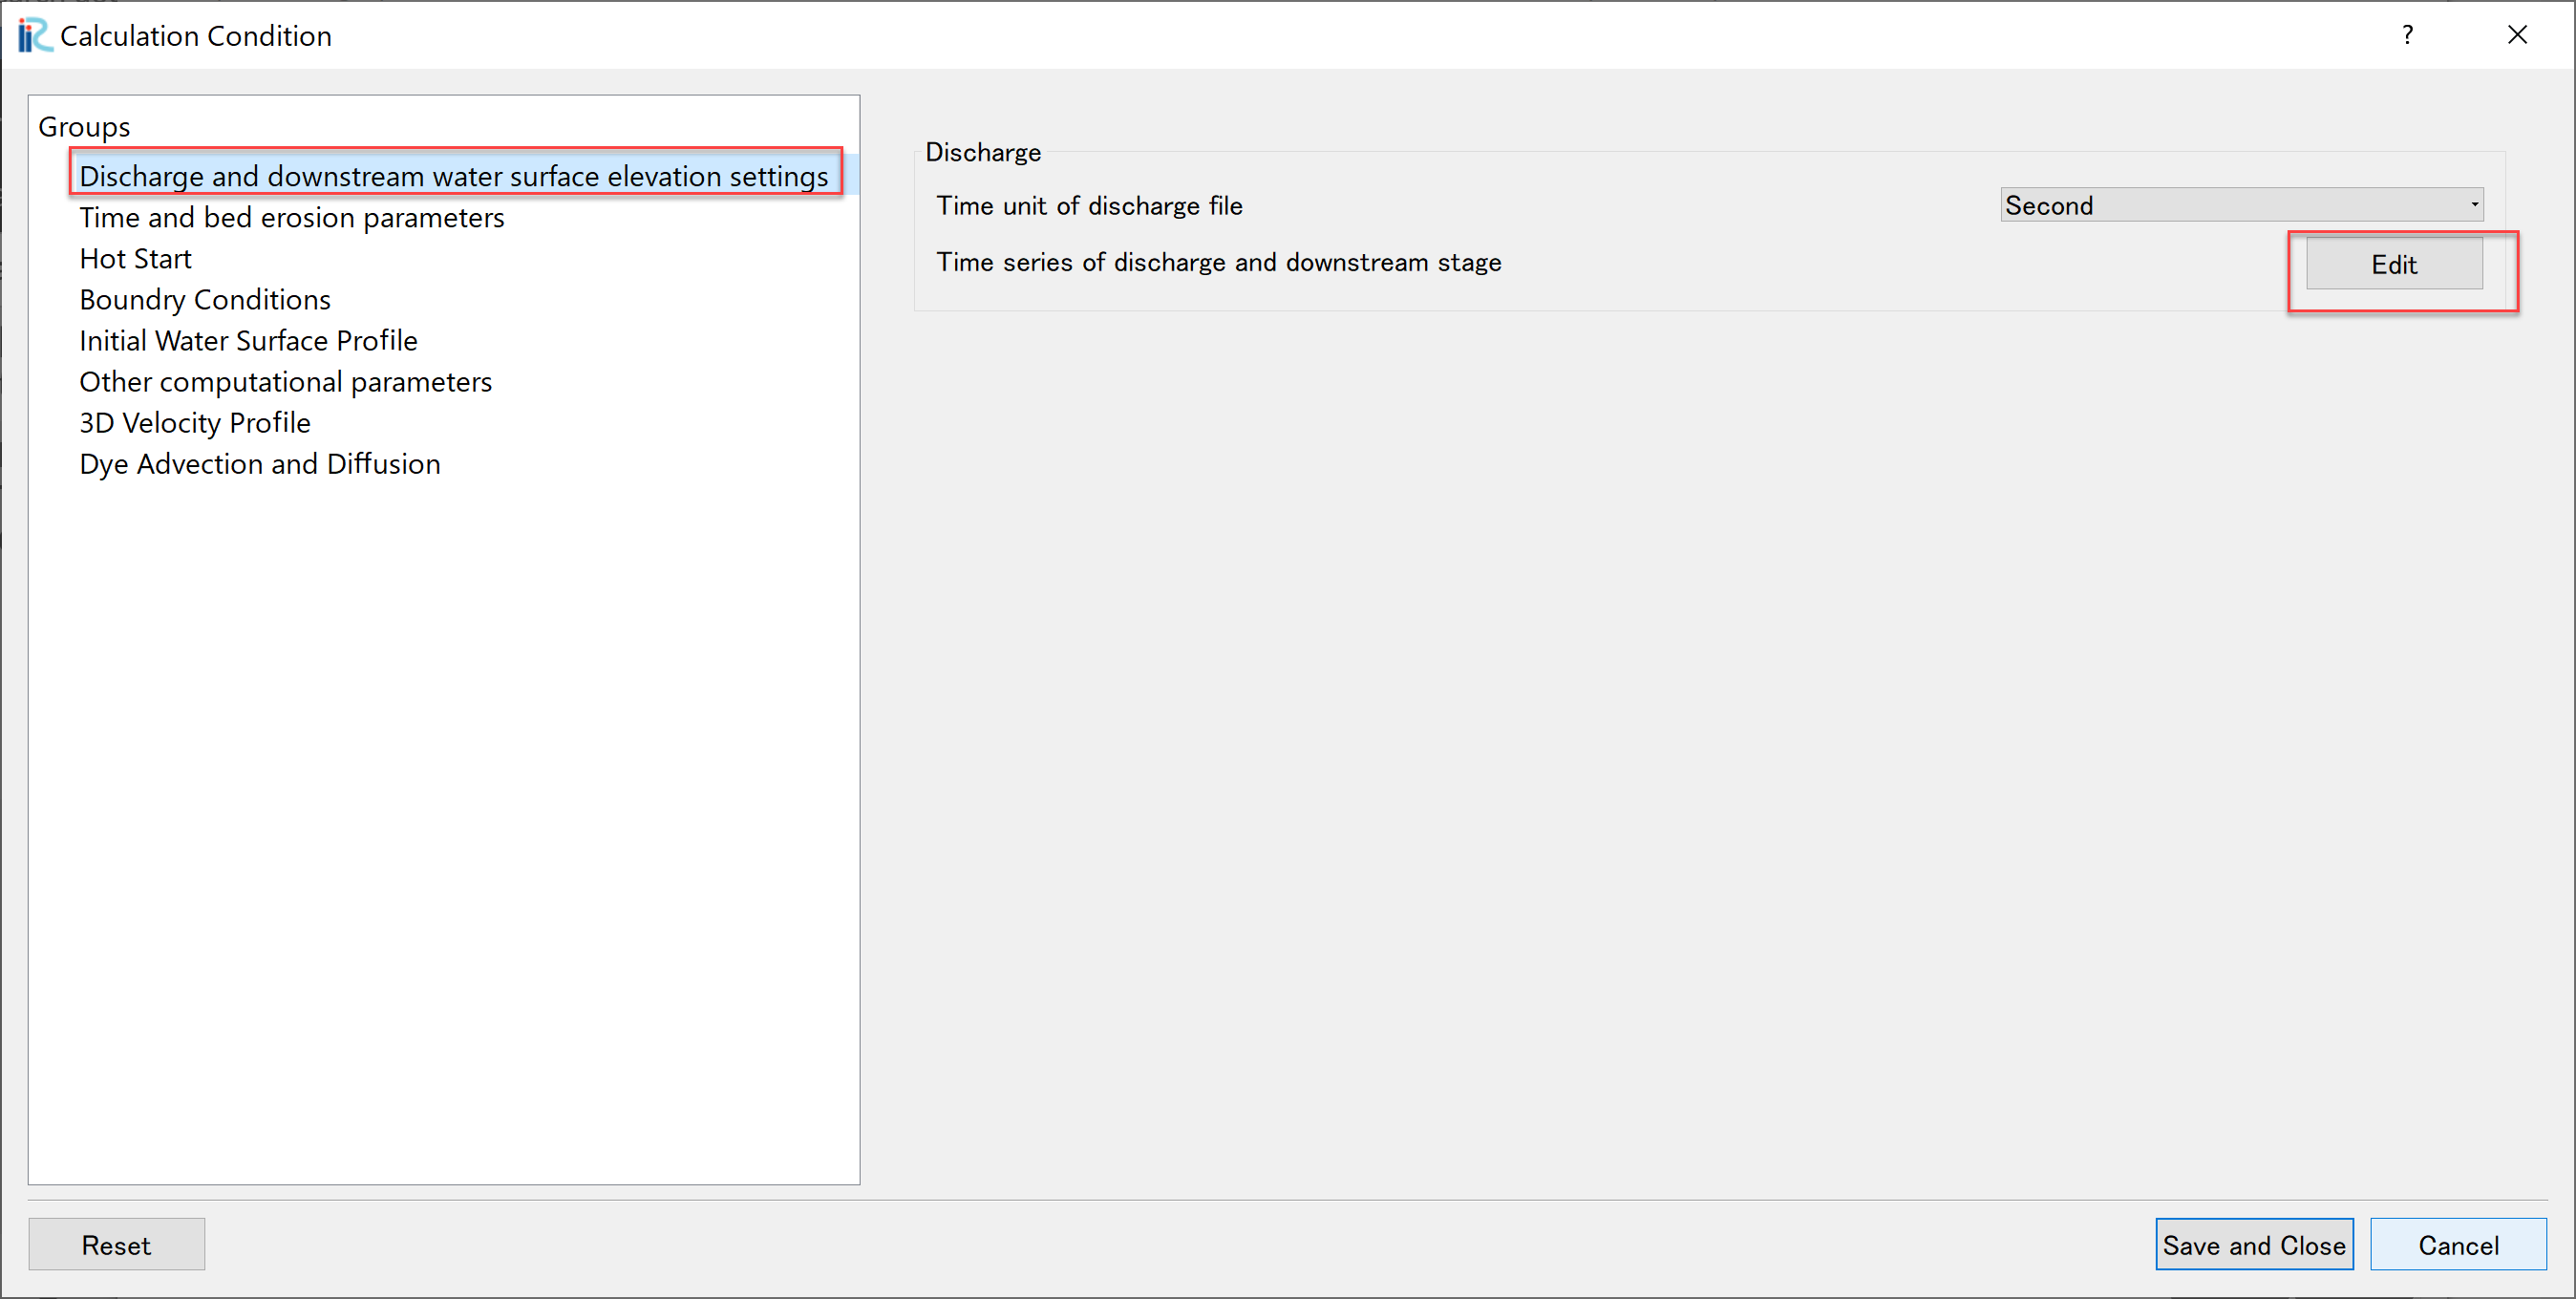 Calculation Condition
?
Groups
Discharge and downstream water surface elevation settings
Time and bed erosion parameters
Hot Start
Boundry Conditions
Initial Water Surface Profile
Other computational parameters
3D Velocity Profile
Dye Advection and Diffusion
Discharge
Time unit of discharge file
Second
Time series of discharge and downstream stage
Edit
Reset
Save and Close
Cancel